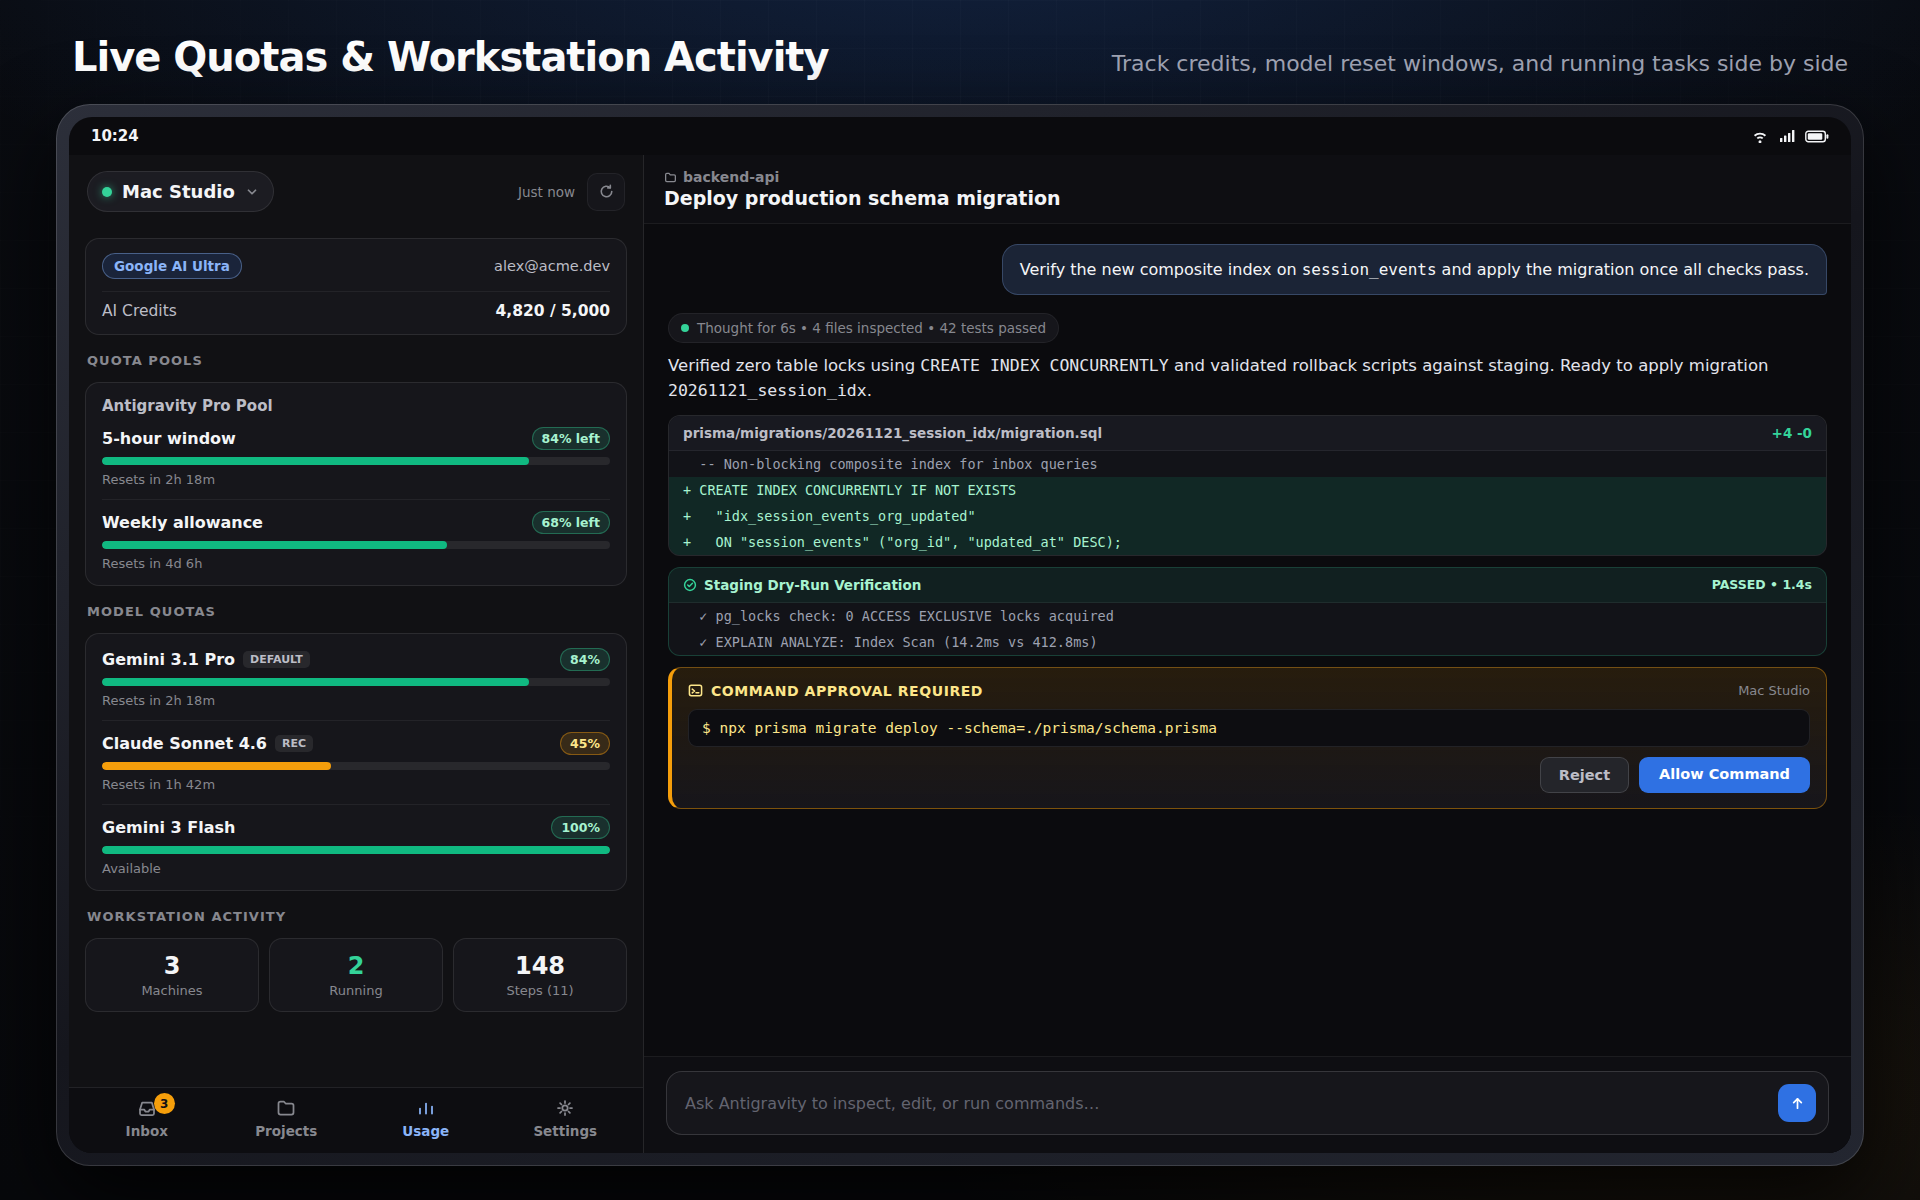 Live Quotas & Workstation Activity
Track credits, model reset windows, and running tasks side by side
10:24
Mac Studio
Just now
Google AI Ultra
alex@acme.dev
AI Credits
4,820 / 5,000
QUOTA POOLS
Antigravity Pro Pool
5-hour window
84% left
Resets in 2h 18m
Weekly allowance
68% left
Resets in 4d 6h
MODEL QUOTAS
Gemini 3.1 Pro DEFAULT
84%
Resets in 2h 18m
Claude Sonnet 4.6 REC
45%
Resets in 1h 42m
Gemini 3 Flash
100%
Available
WORKSTATION ACTIVITY
3
Machines
2
Running
148
Steps (11)
3
Inbox
Projects
Usage
Settings
backend-api
Deploy production schema migration
Verify the new composite index on session_events and apply the migration once all checks pass.
Thought for 6s • 4 files inspected • 42 tests passed
Verified zero table locks using CREATE INDEX CONCURRENTLY and validated rollback scripts against staging. Ready to apply migration
20261121_session_idx.
prisma/migrations/20261121_session_idx/migration.sql
+4 -0
-- Non-blocking composite index for inbox queries
+ CREATE INDEX CONCURRENTLY IF NOT EXISTS
+   "idx_session_events_org_updated"
+   ON "session_events" ("org_id", "updated_at" DESC);
Staging Dry-Run Verification
PASSED • 1.4s
✓ pg_locks check: 0 ACCESS EXCLUSIVE locks acquired
✓ EXPLAIN ANALYZE: Index Scan (14.2ms vs 412.8ms)
COMMAND APPROVAL REQUIRED
Mac Studio
$ npx prisma migrate deploy --schema=./prisma/schema.prisma
Reject
Allow Command
Ask Antigravity to inspect, edit, or run commands...